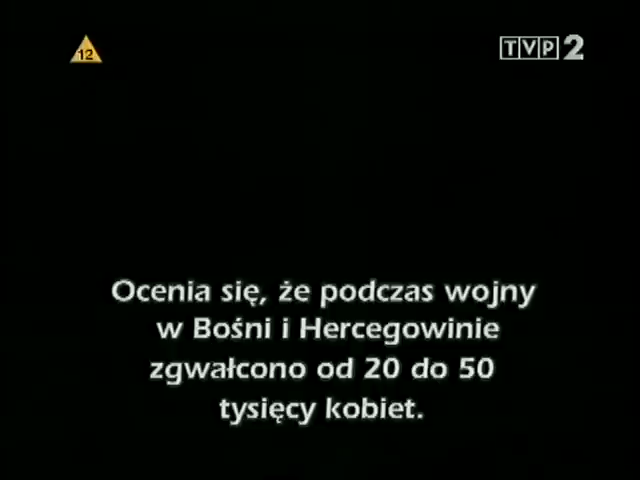 12
TVP2
Ocenia się, że podczas wojny
w Bośni i Hercegowinie
zgwałcono od 20 do 50
tysięcy kobiet.